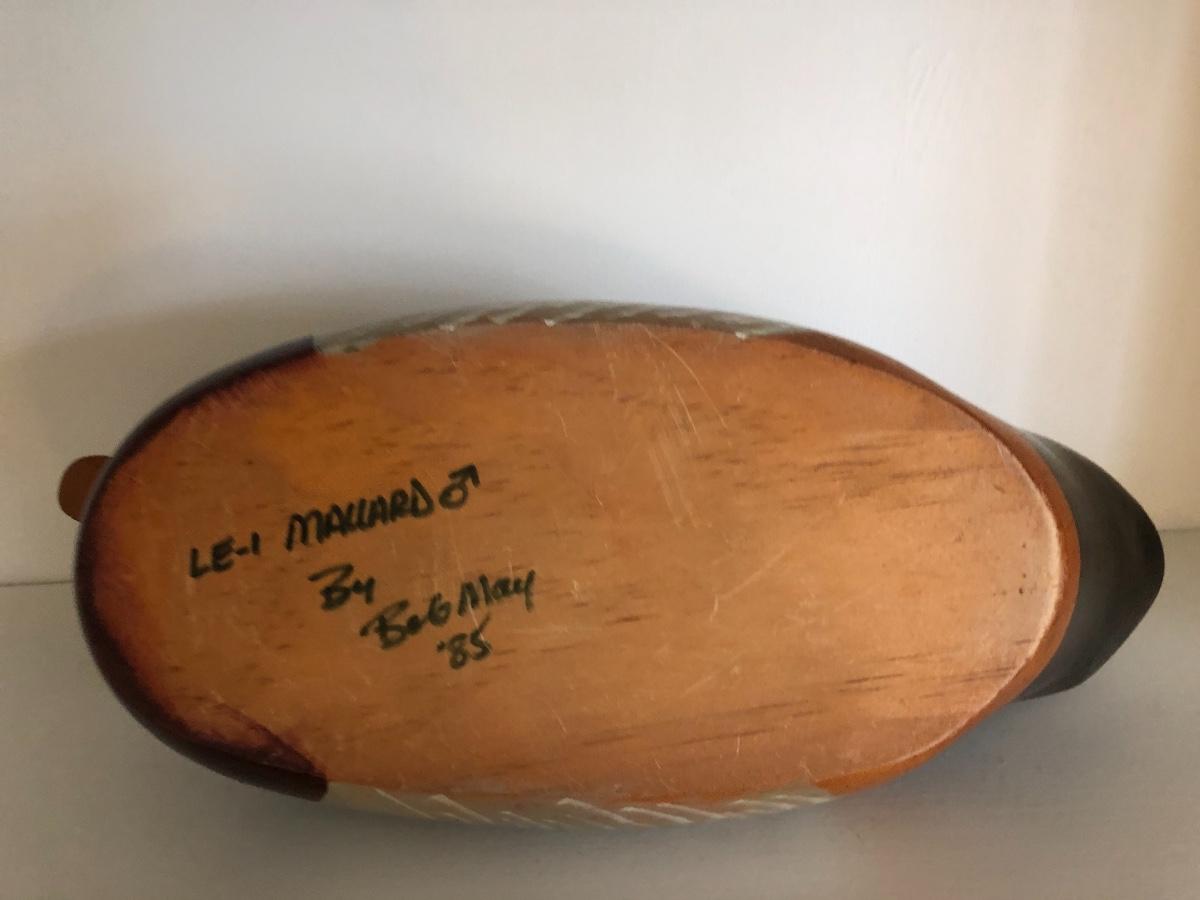 LE-1 MALLARD ♂
By
Bob May
'85